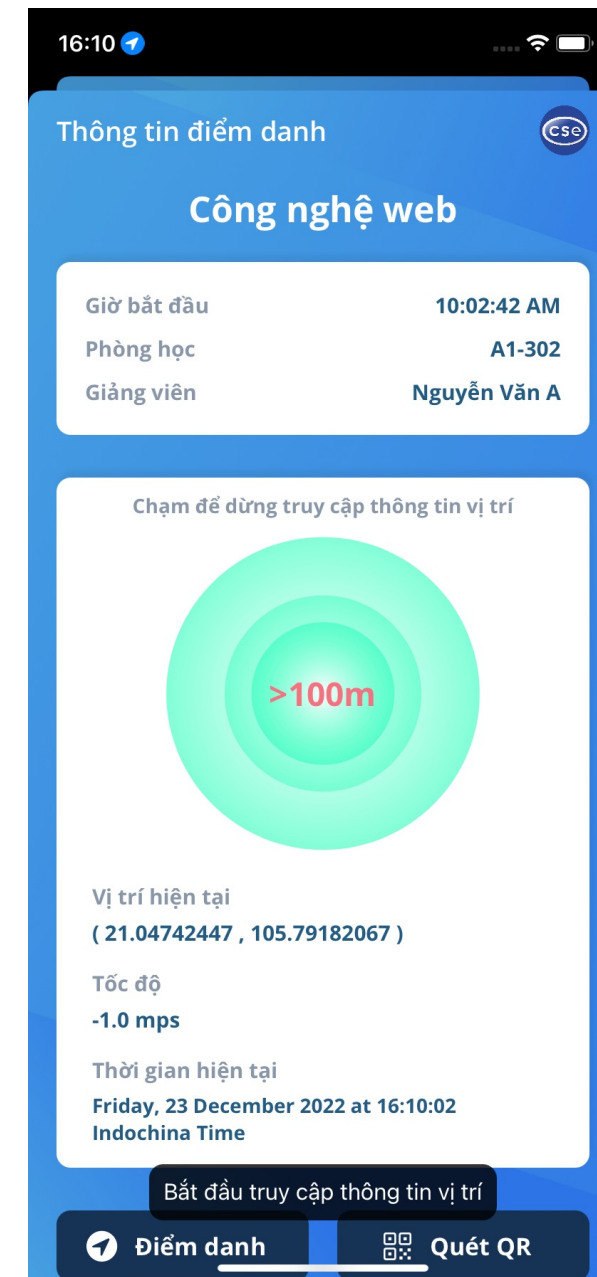 16:10
Thông tin điểm danh
cse
Công nghệ web
Giờ bắt đầu 10:02:42 AM
Phòng học A1-302
Giảng viên Nguyễn Văn A
Chạm để dừng truy cập thông tin vị trí
>100m
Vị trí hiện tại
( 21.04742447 , 105.79182067 )
Tốc độ
-1.0 mps
Thời gian hiện tại
Friday, 23 December 2022 at 16:10:02
Indochina Time
Bắt đầu truy cập thông tin vị trí
Điểm danh Quét QR